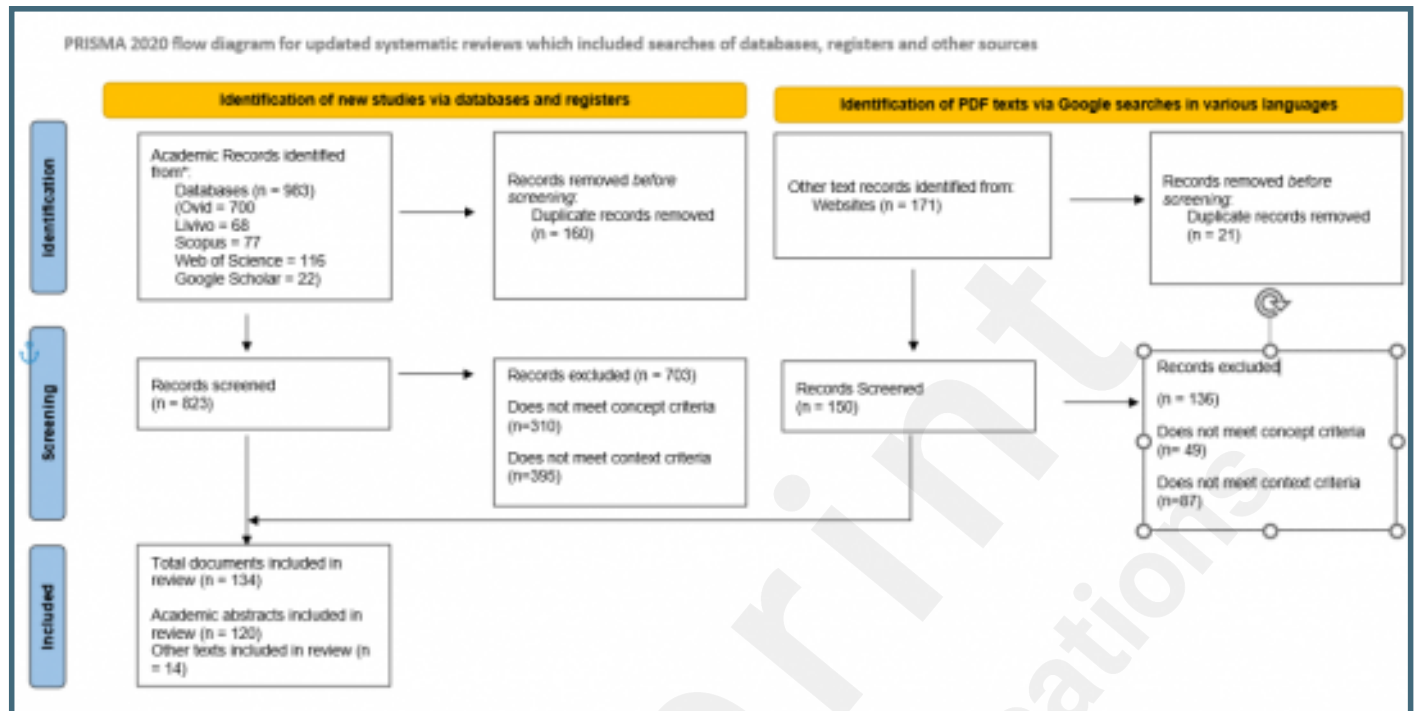 PRISMA 2020 flow diagram for updated systematic reviews which included searches of databases, registers and other sources
Identification of new studies via databases and registers
Identification of PDF texts via Google searches in various languages
Identification
Academic Records identified
from*:
Databases (n = 983)
(Ovid = 700
Livivo = 68
Scopus = 77
Web of Science = 116
Google Scholar = 22)
Records removed before
screening:
Duplicate records removed
(n = 160)
Other text records identified from:
Websites (n = 171)
Records removed before
screening:
Duplicate records removed
(n = 21)
Screening
Records screened
(n = 823)
Records excluded (n = 703)
Does not meet concept criteria
(n=310)
Does not meet context criteria
(n=395)
Records Screened
(n = 150)
Records excluded
(n = 136)
Does not meet concept criteria
(n= 49)
Does not meet context criteria
(n=87)
Included
Total documents included in
review (n = 134)
Academic abstracts included in
review (n = 120)
Other texts included in review (n
= 14)